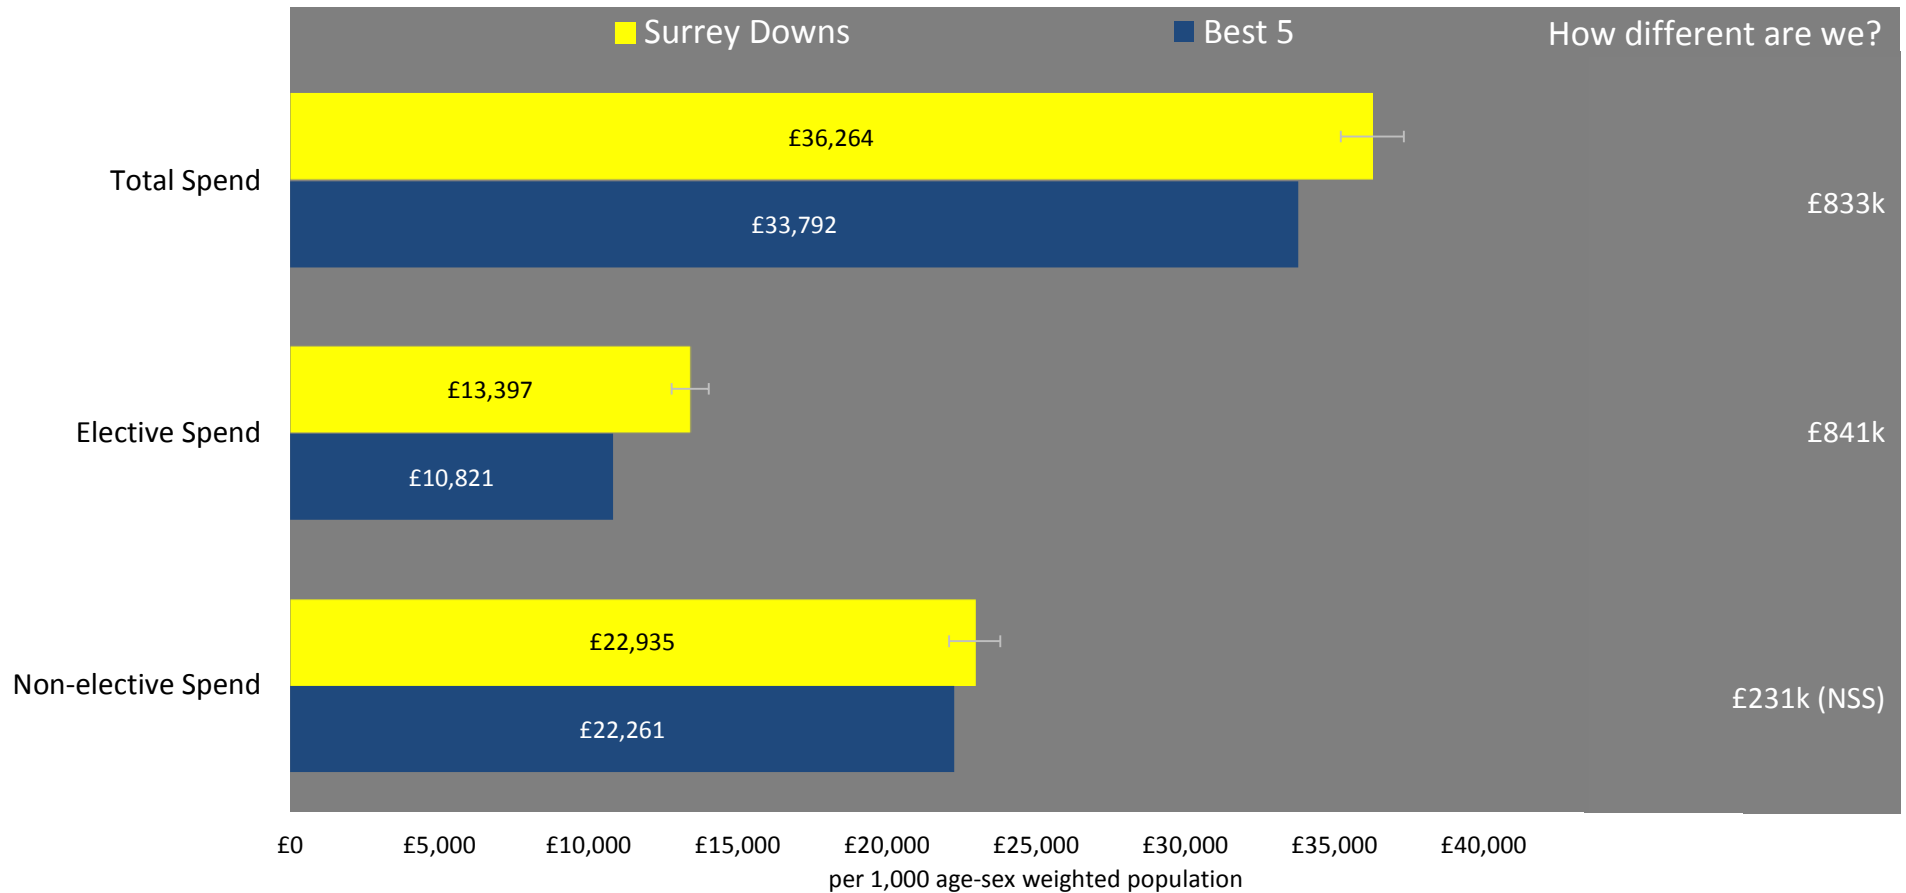 Surrey Downs
Best 5
How different are we?
Total Spend
£36,264
£33,792
£833k
Elective Spend
£13,397
£10,821
£841k
Non-elective Spend
£22,935
£22,261
£231k (NSS)
£0 £5,000 £10,000 £15,000 £20,000 £25,000 £30,000 £35,000 £40,000
per 1,000 age-sex weighted population